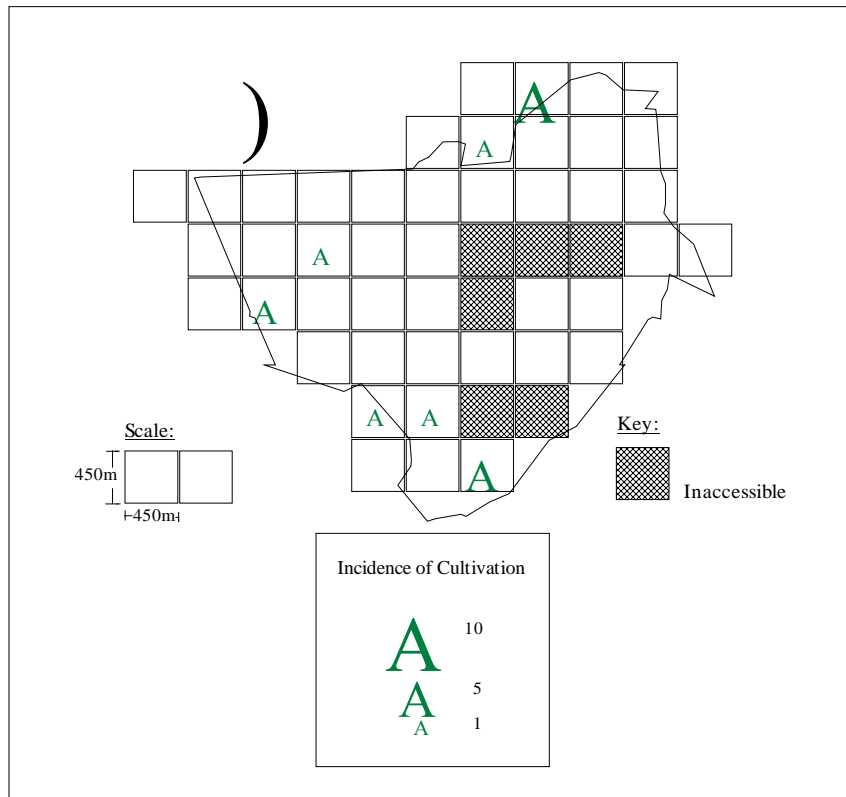 )
A
A
A
A
A A
A
Scale:
450m
450m
Key:
Inaccessible
Incidence of Cultivation
A 10
A 5
A 1